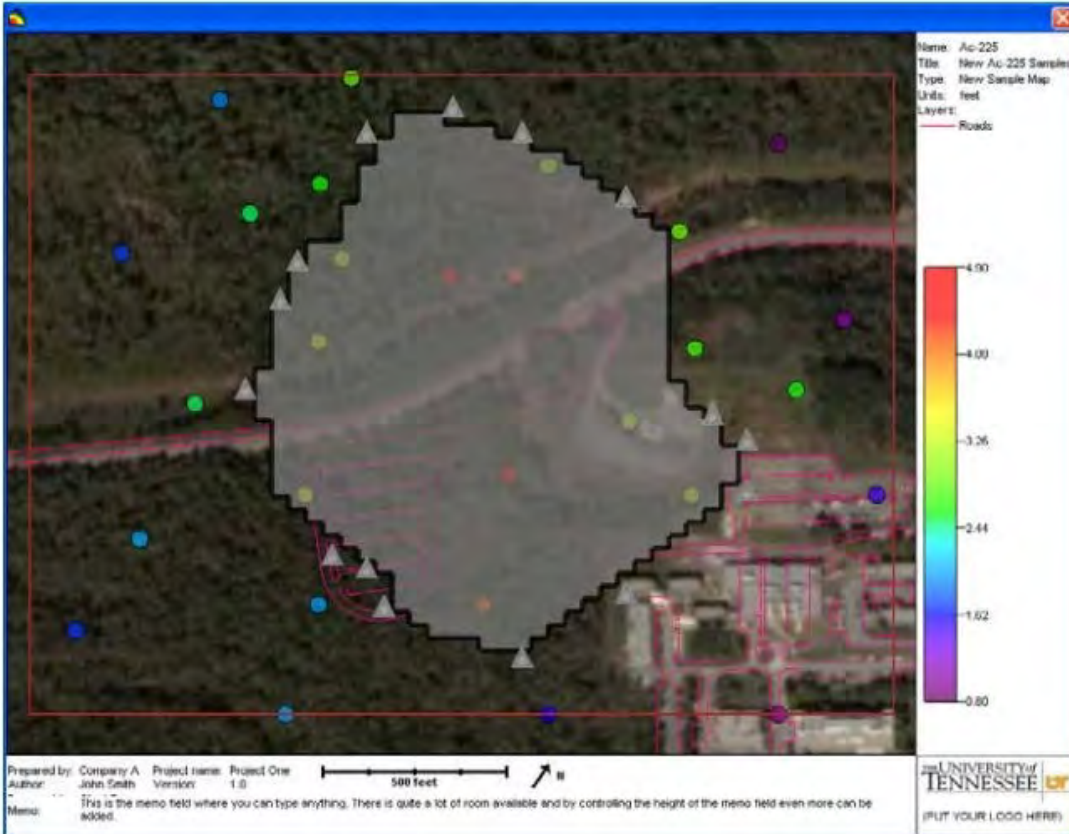 Name: Ac-225
Title: New Ac-225 Samples
Type: New Sample Map
Units: feet
Layers:
Roads
4.90
4.08
3.26
2.44
1.62
0.80
Prepared by: Company A Project name: Project One
Author: John Smith Version: 1.0
500 feet
N
Memo: This is the memo field where you can type anything. There is quite a lot of room available and by controlling the height of the memo field even more can be
added.
THE UNIVERSITY of
TENNESSEE UT
(PUT YOUR LOGO HERE)